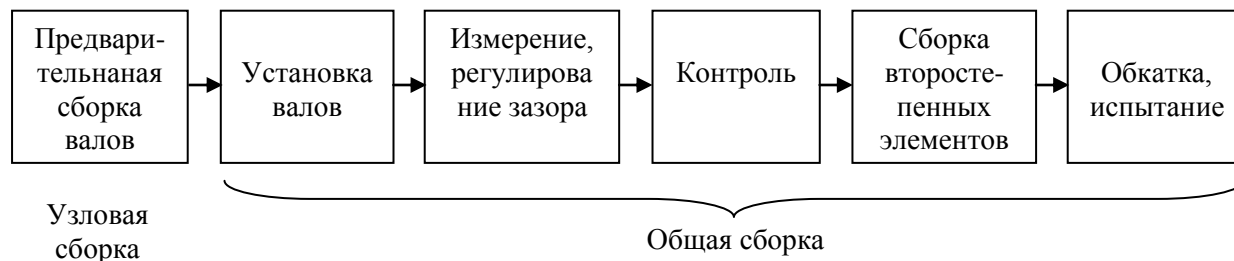 Предвари-
тельнаная
сборка
валов
Установка
валов
Измерение,
регулирова
ние зазора
Контроль
Сборка
второсте-
пенных
элементов
Обкатка,
испытание
Узловая
сборка
Общая сборка